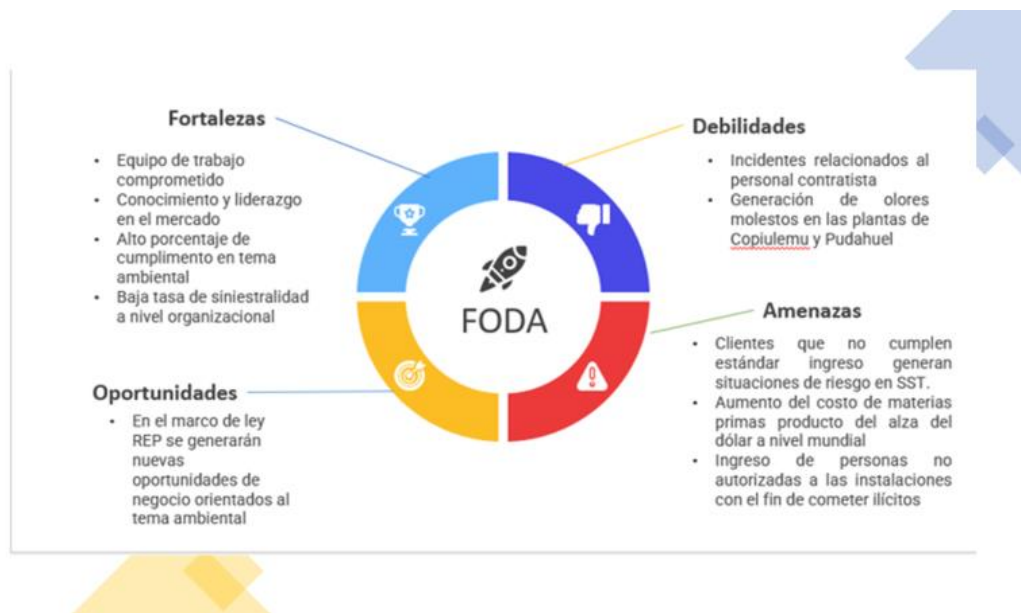 Fortalezas
• Equipo de trabajo
comprometido
• Conocimiento y liderazgo
en el mercado
• Alto porcentaje de
cumplimento en tema
ambiental
• Baja tasa de siniestralidad
a nivel organizacional
Debilidades
• Incidentes relacionados al
personal contratista
• Generación de olores
molestos en las plantas de
Copiulemu y Pudahuel
FODA
Oportunidades
• En el marco de ley
REP se generarán
nuevas
oportunidades de
negocio orientados al
tema ambiental
Amenazas
• Clientes que no cumplen
estándar ingreso generan
situaciones de riesgo en SST.
• Aumento del costo de materias
primas producto del alza del
dólar a nivel mundial
• Ingreso de personas no
autorizadas a las instalaciones
con el fin de cometer ilícitos